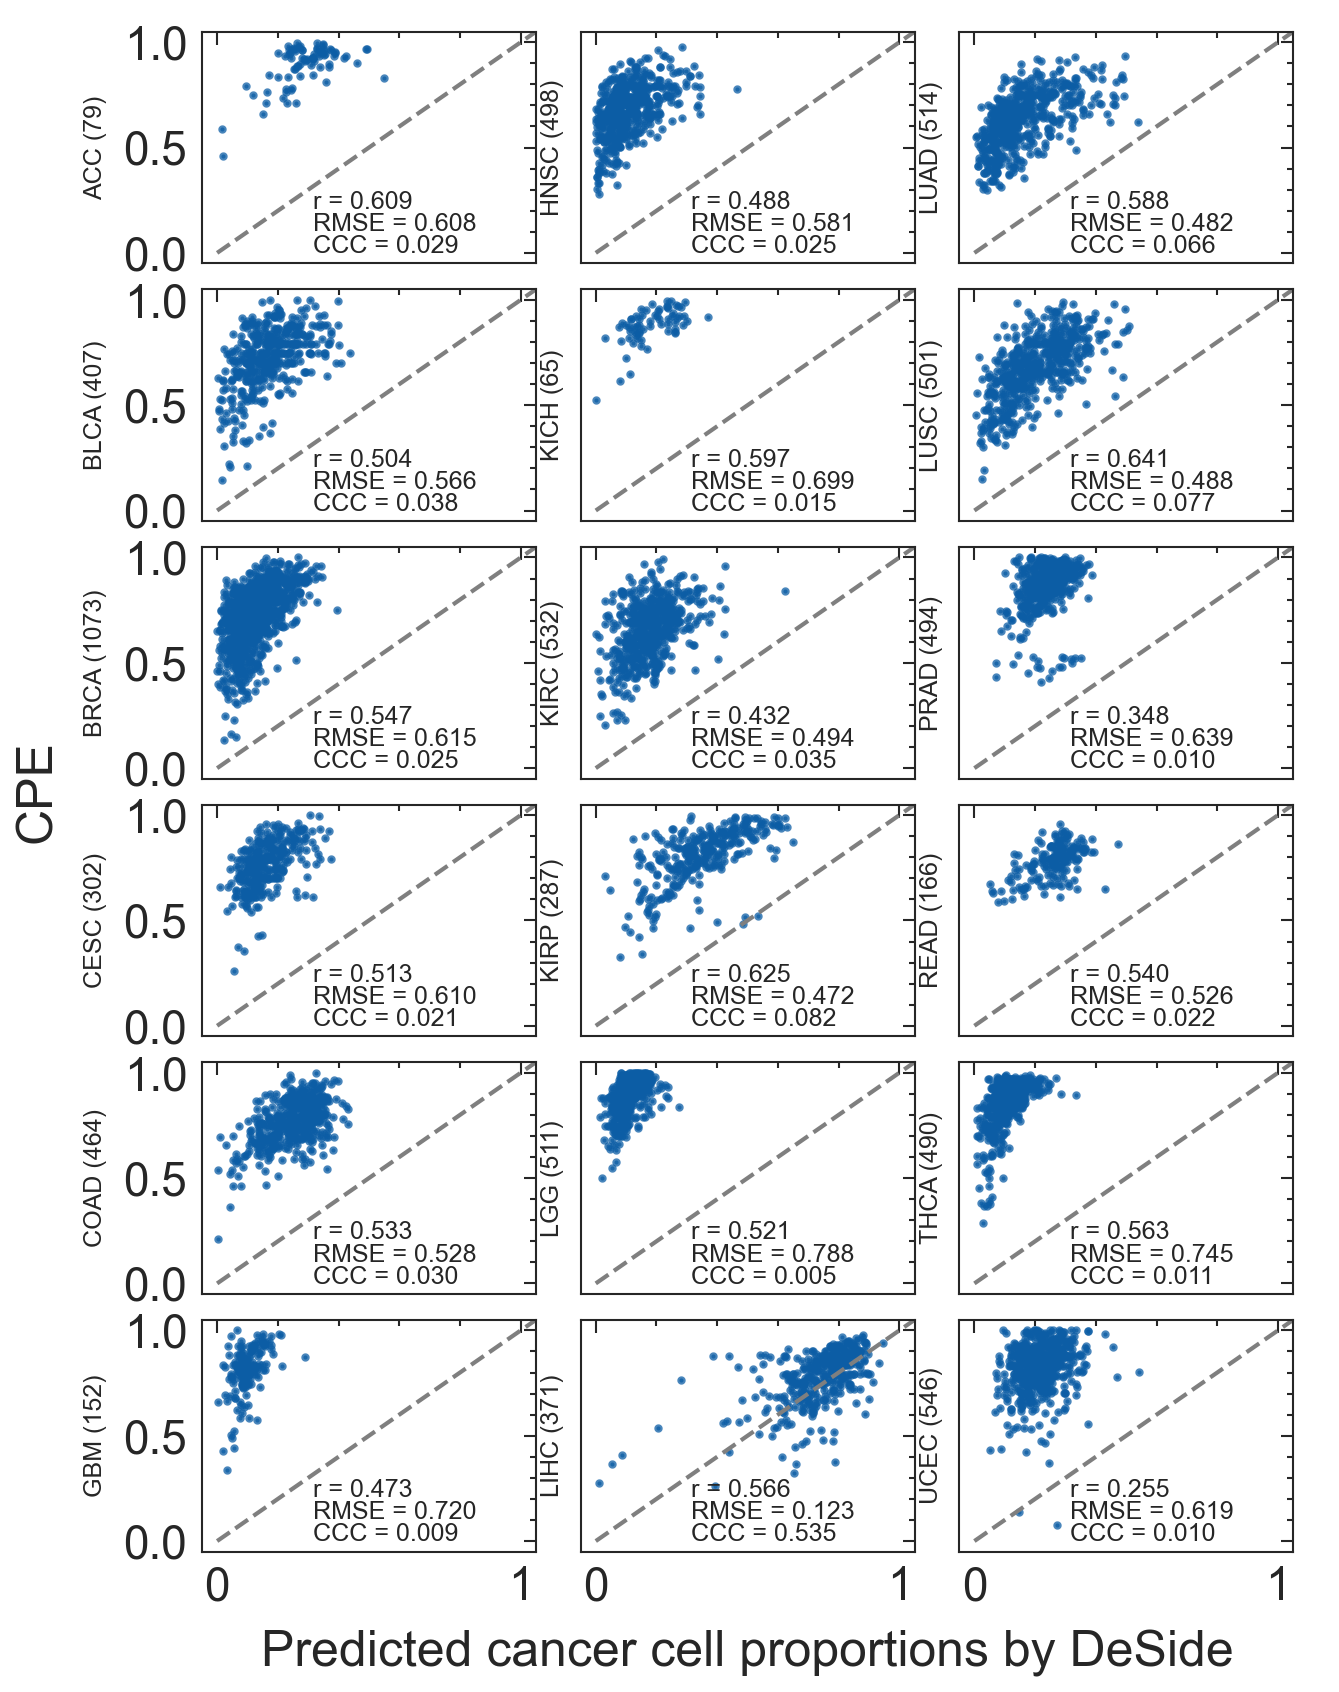 CPE
ACC (79)
1.0
0.5
0.0
r = 0.609
RMSE = 0.608
CCC = 0.029
HNSC (498)
r = 0.488
RMSE = 0.581
CCC = 0.025
LUAD (514)
r = 0.588
RMSE = 0.482
CCC = 0.066
BLCA (407)
1.0
0.5
0.0
r = 0.504
RMSE = 0.566
CCC = 0.038
KICH (65)
r = 0.597
RMSE = 0.699
CCC = 0.015
LUSC (501)
r = 0.641
RMSE = 0.488
CCC = 0.077
BRCA (1073)
1.0
0.5
0.0
r = 0.547
RMSE = 0.615
CCC = 0.025
KIRC (532)
r = 0.432
RMSE = 0.494
CCC = 0.035
PRAD (494)
r = 0.348
RMSE = 0.639
CCC = 0.010
CESC (302)
1.0
0.5
0.0
r = 0.513
RMSE = 0.610
CCC = 0.021
KIRP (287)
r = 0.625
RMSE = 0.472
CCC = 0.082
READ (166)
r = 0.540
RMSE = 0.526
CCC = 0.022
COAD (464)
1.0
0.5
0.0
r = 0.533
RMSE = 0.528
CCC = 0.030
LGG (511)
r = 0.521
RMSE = 0.788
CCC = 0.005
THCA (490)
r = 0.563
RMSE = 0.745
CCC = 0.011
GBM (152)
1.0
0.5
0.0
r = 0.473
RMSE = 0.720
CCC = 0.009
LIHC (371)
r = 0.566
RMSE = 0.123
CCC = 0.535
UCEC (546)
r = 0.255
RMSE = 0.619
CCC = 0.010
0 1 0 1 0 1
Predicted cancer cell proportions by DeSide